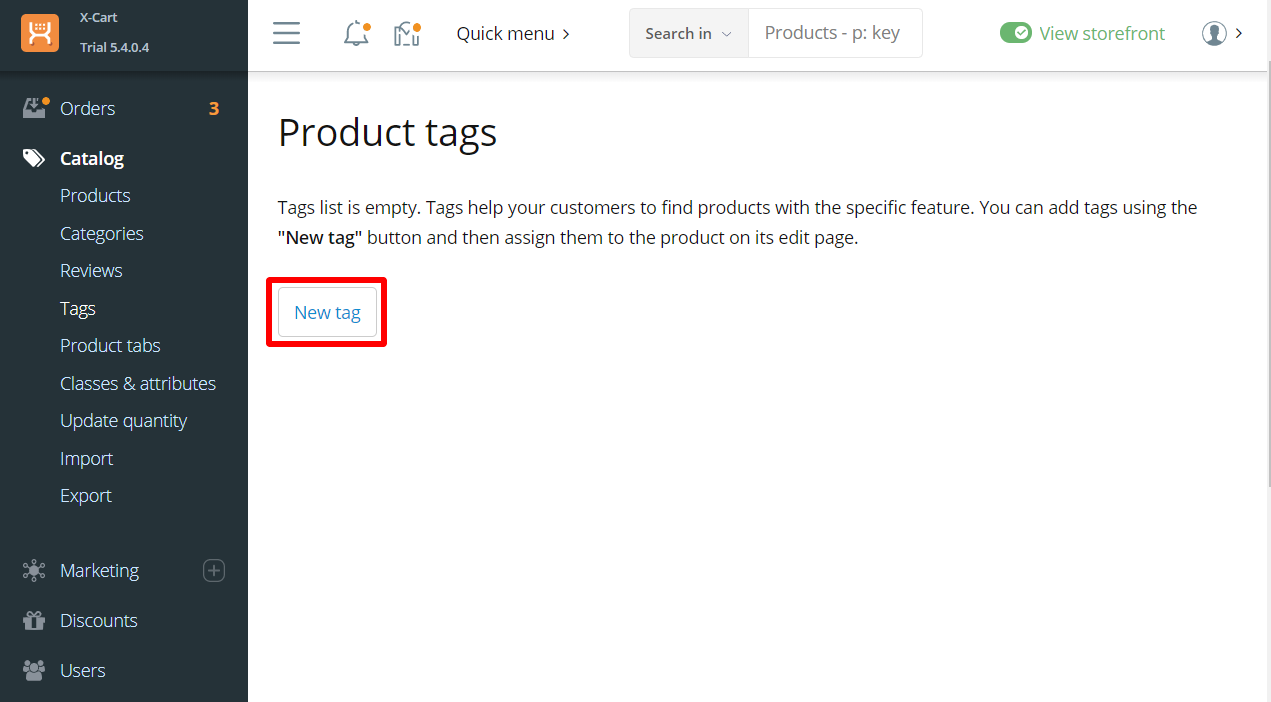 X-Cart
Trial 5.4.0.4
Quick menu
Search in
Products - p: key
View storefront
Orders 3
Catalog
Products
Categories
Reviews
Tags
Product tabs
Classes & attributes
Update quantity
Import
Export
Marketing
Discounts
Users
Product tags
Tags list is empty. Tags help your customers to find products with the specific feature. You can add tags using the
"New tag" button and then assign them to the product on its edit page.
New tag